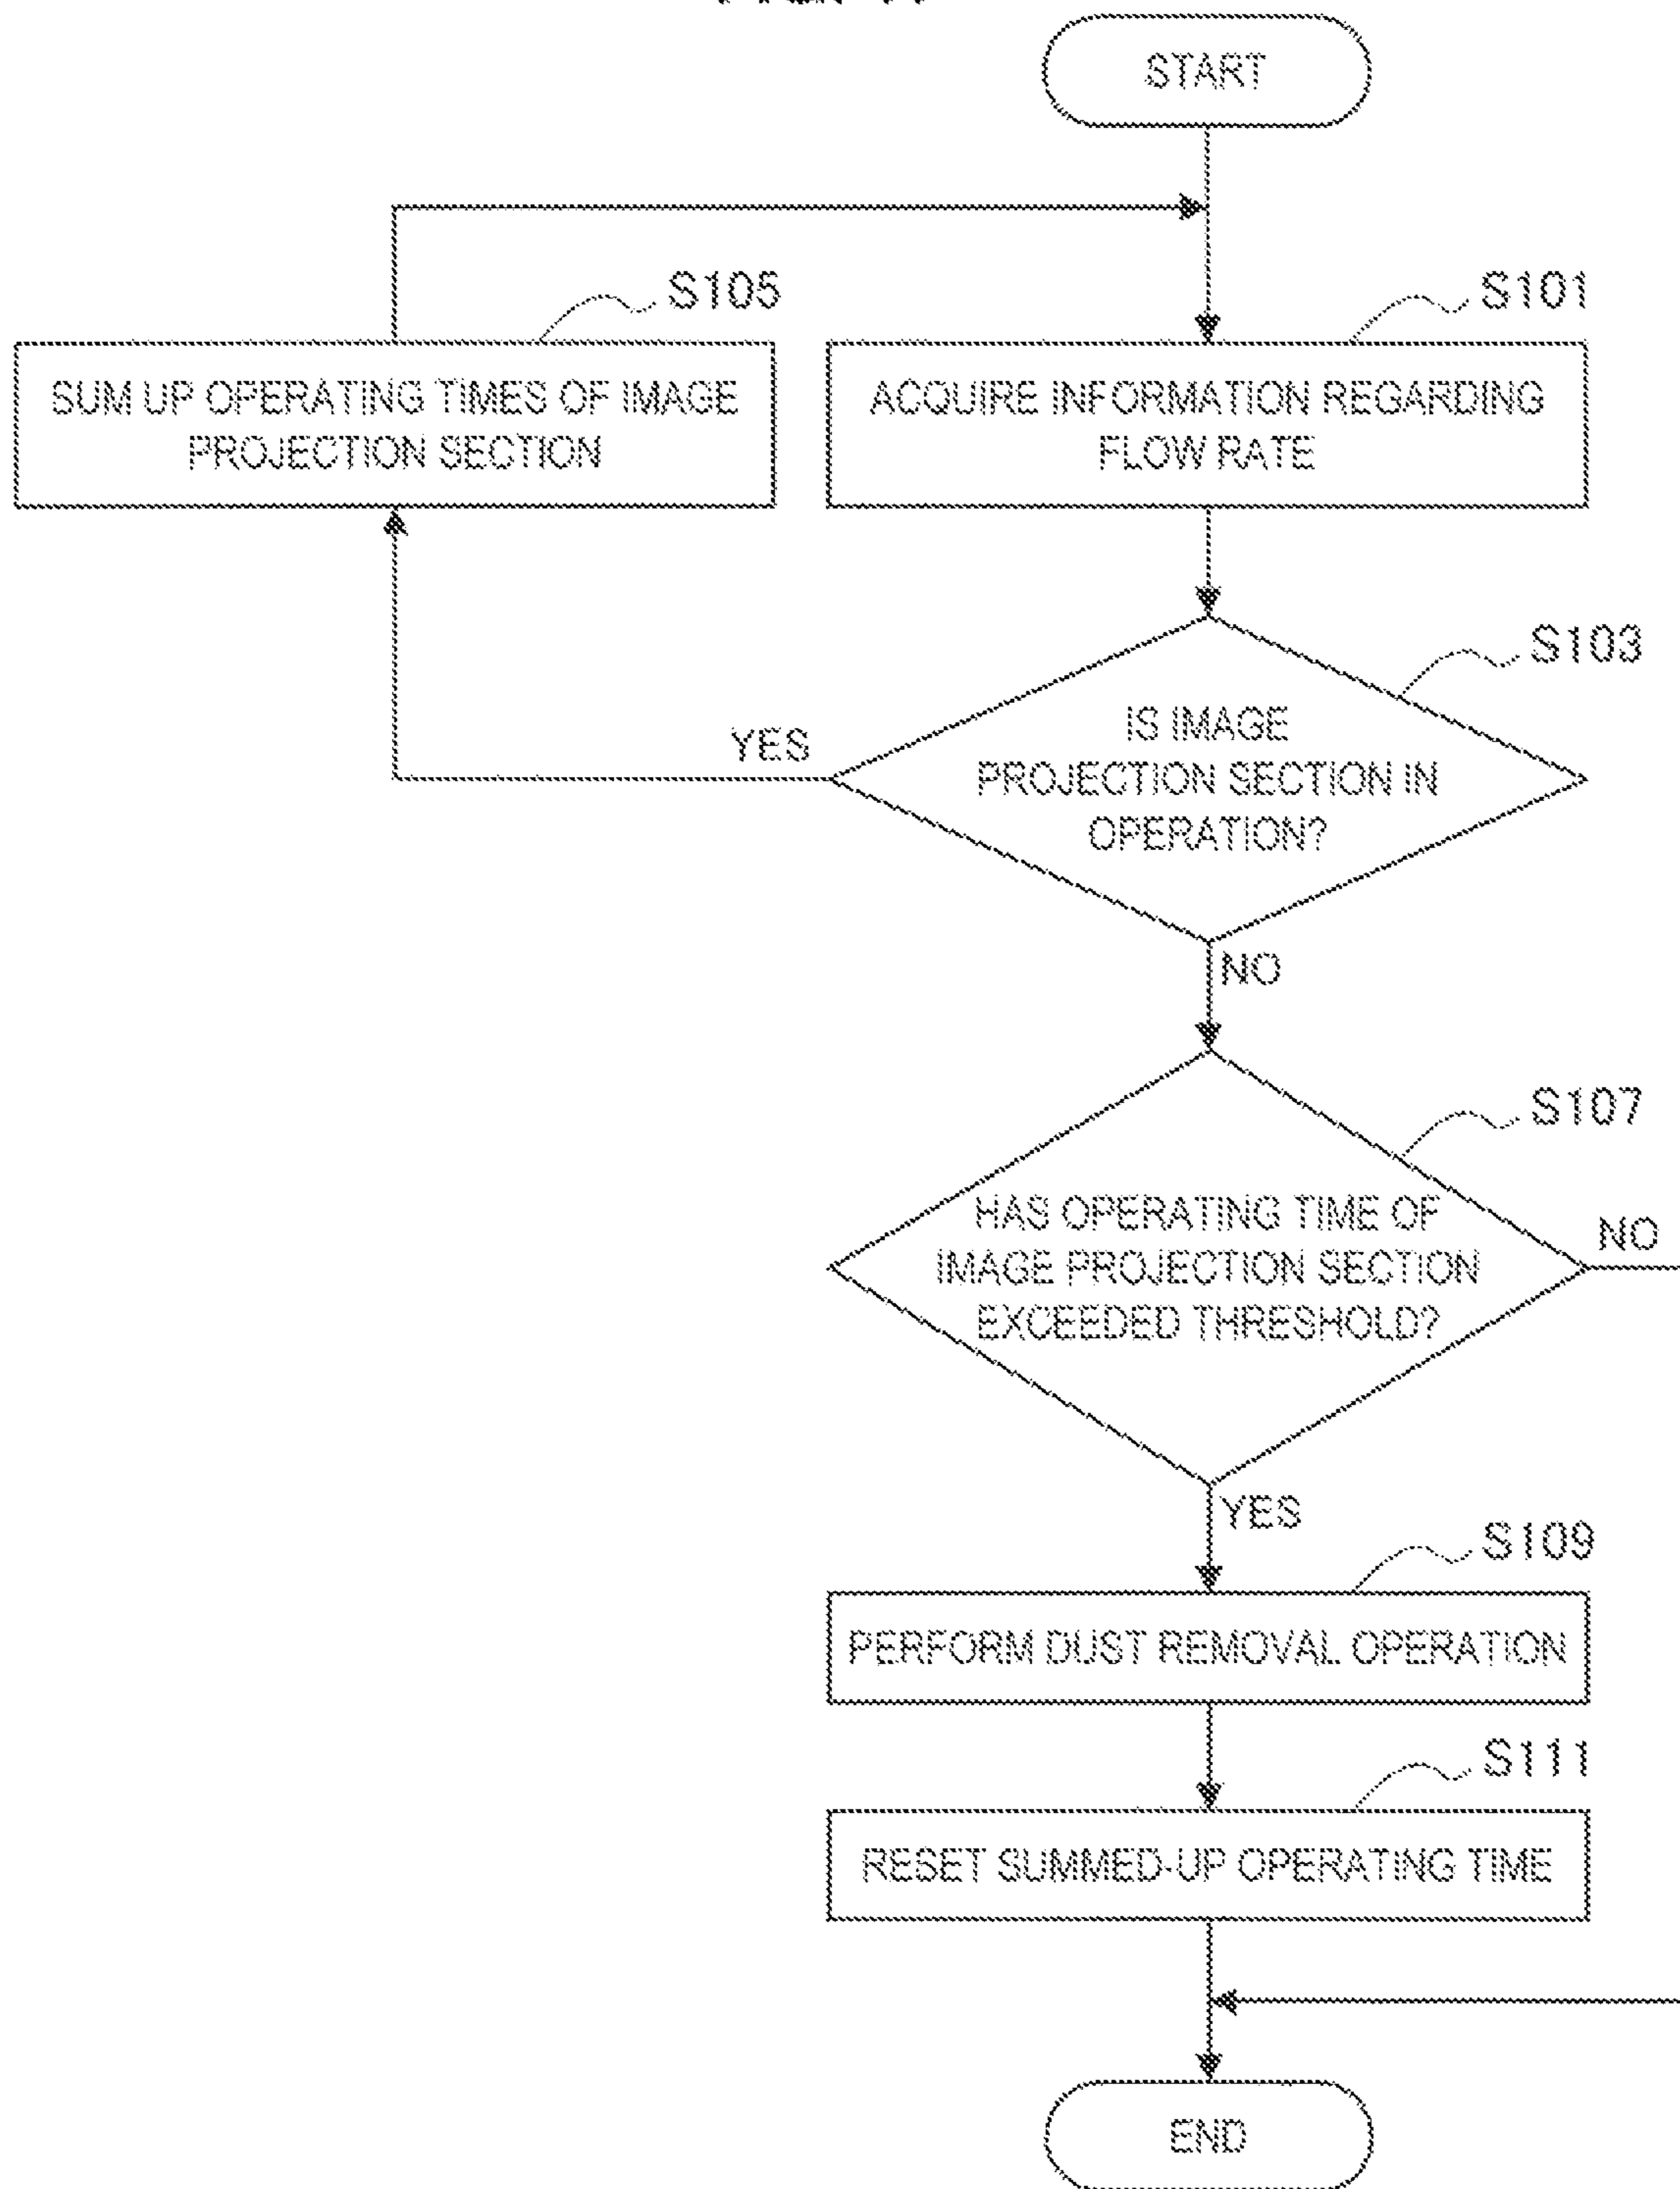 START
S105
S101
SUM UP OPERATING TIMES OF IMAGE
PROJECTION SECTION
ACQUIRE INFORMATION REGARDING
FLOW RATE
S103
IS IMAGE
PROJECTION SECTION IN
OPERATION?
YES
NO
S107
HAS OPERATING TIME OF
IMAGE PROJECTION SECTION
EXCEEDED THRESHOLD?
NO
YES
S109
PERFORM DUST REMOVAL OPERATION
S111
RESET SUMMED-UP OPERATING TIME
END